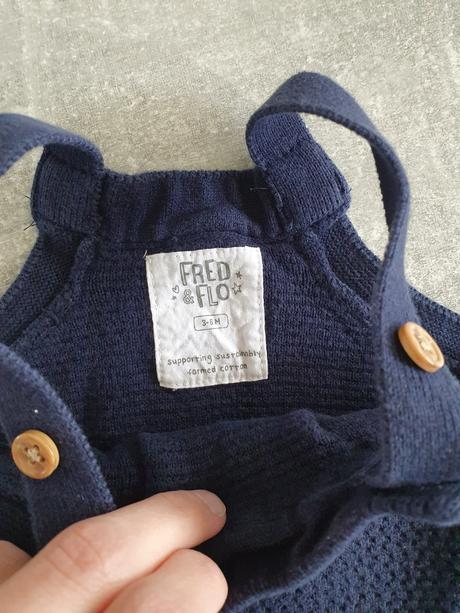 FRED
& FLO
3-6M
supporting sustainably
farmed cotton